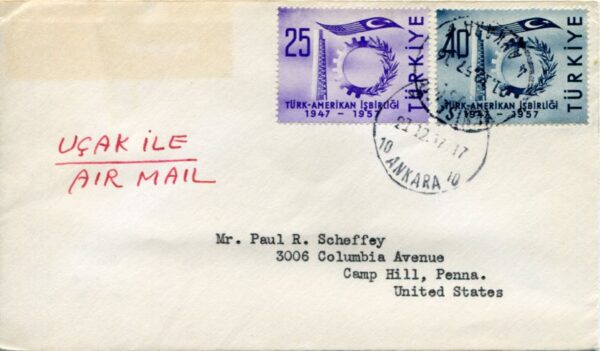 25
TÜRKİYE
TÜRK-AMERİKAN İŞBİRLİĞİ
1947 - 1957
40
TÜRKİYE
TÜRK-AMERİKAN İŞBİRLİĞİ
1947 - 1957
10 ANKARA 10
UÇAK İLE
AIR MAIL
Mr. Paul R. Scheffey
3006 Columbia Avenue
Camp Hill, Penna.
United States